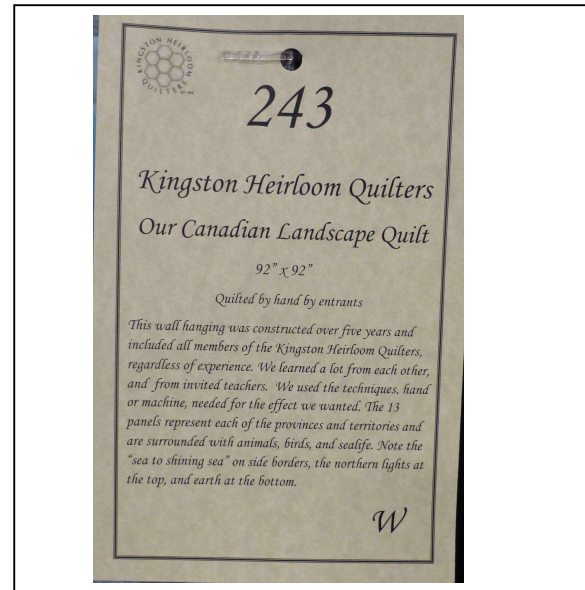 KINGSTON HEIRLOOM
QUILTERS
243
Kingston Heirloom Quilters
Our Canadian Landscape Quilt
92" x 92"
Quilted by hand by entrants
This wall hanging was constructed over five years and
included all members of the Kingston Heirloom Quilters,
regardless of experience. We learned a lot from each other,
and from invited teachers. We used the techniques, hand
or machine, needed for the effect we wanted. The 13
panels represent each of the provinces and territories and
are surrounded with animals, birds, and sealife. Note the
"sea to shining sea" on side borders, the northern lights at
the top, and earth at the bottom.
W